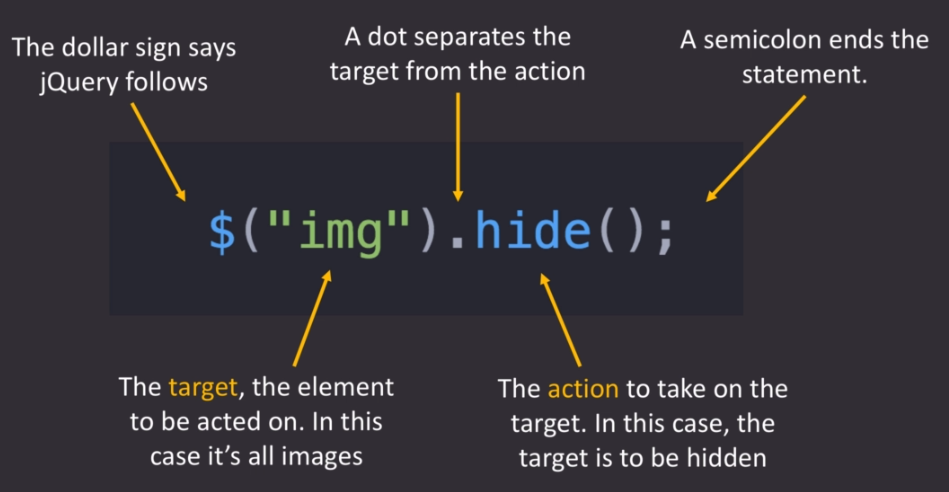 The dollar sign says
jQuery follows
A dot separates the
target from the action
A semicolon ends the
statement.
$("img").hide();
The target, the element
to be acted on. In this
case it’s all images
The action to take on the
target. In this case, the
target is to be hidden